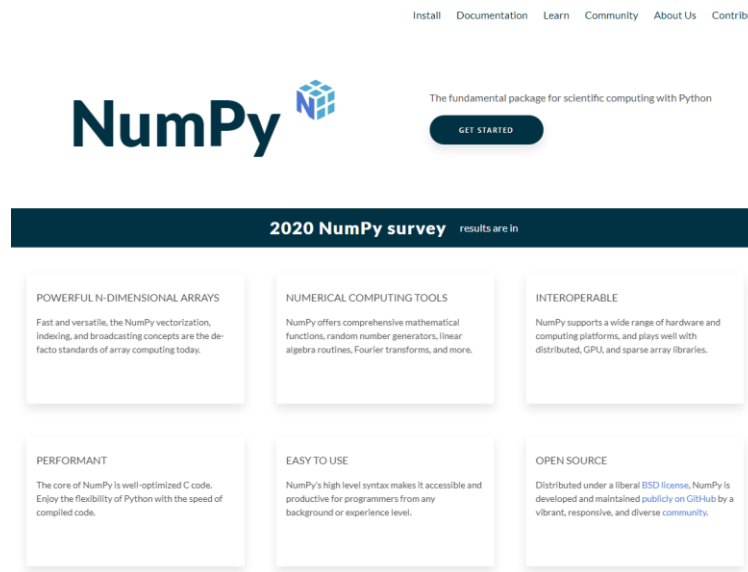 Install Documentation Learn Community About Us Contrib
NumPy
The fundamental package for scientific computing with Python
GET STARTED
2020 NumPy survey results are in
POWERFUL N-DIMENSIONAL ARRAYS
Fast and versatile, the NumPy vectorization,
indexing, and broadcasting concepts are the de-
facto standards of array computing today.
NUMERICAL COMPUTING TOOLS
NumPy offers comprehensive mathematical
functions, random number generators, linear
algebra routines, Fourier transforms, and more.
INTEROPERABLE
NumPy supports a wide range of hardware and
computing platforms, and plays well with
distributed, GPU, and sparse array libraries.
PERFORMANT
The core of NumPy is well-optimized C code.
Enjoy the flexibility of Python with the speed of
compiled code.
EASY TO USE
NumPy's high level syntax makes it accessible and
productive for programmers from any
background or experience level.
OPEN SOURCE
Distributed under a liberal BSD license, NumPy is
developed and maintained publicly on GitHub by a
vibrant, responsive, and diverse community.